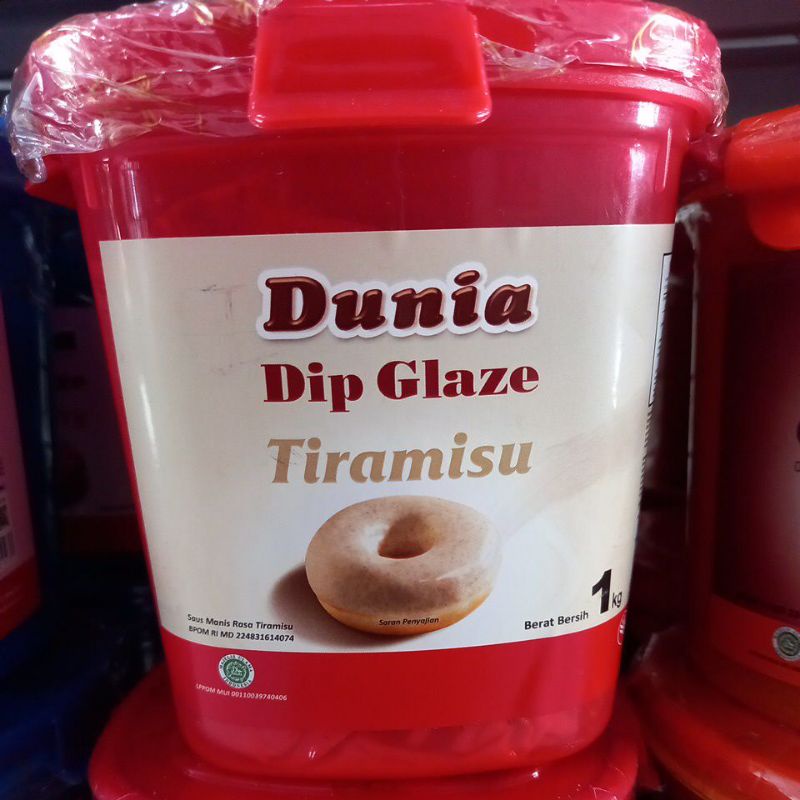 Dunia
Dip Glaze
Tiramisu
Saran Penyajian
Berat Bersih 1 kg
Saus Manis Rasa Tiramisu
BPOM RI MD 224831614074
LPPOM MUI 00110039740406